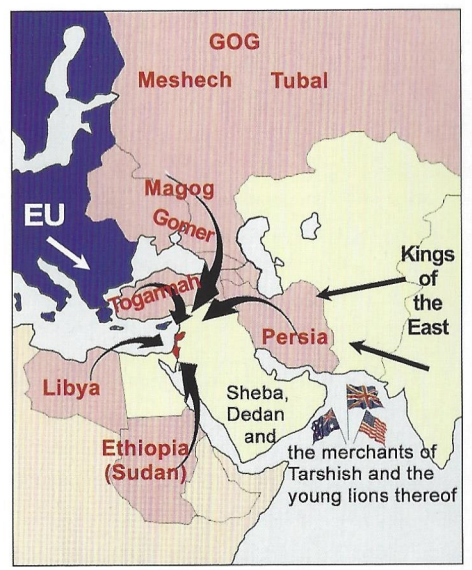 GOG
Meshech Tubal
Magog
Gomer
EU
Togarmah
Kings
of
the
East
Persia
Libya
Sheba,
Dedan
and
the merchants of
Tarshish and the
young lions thereof
Ethiopia
(Sudan)